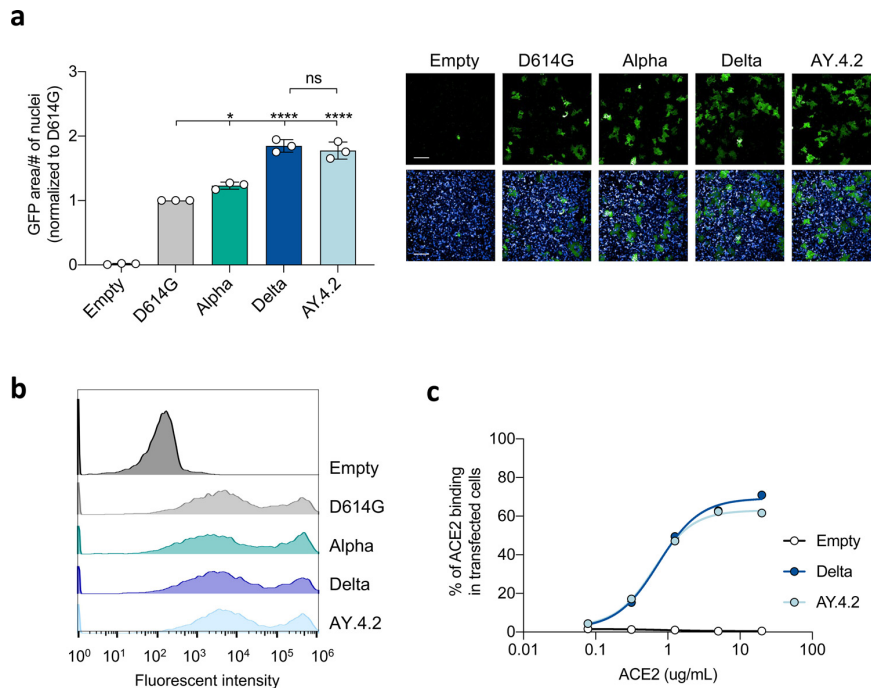 a
GFP area/# of nuclei
(normalized to D614G)
3
2
1
0
ns
*
****
****
Empty
D614G
Alpha
Delta
AY.4.2
Empty
D614G
Alpha
Delta
AY.4.2
b
Empty
D614G
Alpha
Delta
AY.4.2
10⁰ 10¹ 10² 10³ 10⁴ 10⁵ 10⁶
Fluorescent intensity
c
% of ACE2 binding
in transfected cells
100
80
60
40
20
0
0.01 0.1 1 10 100
ACE2 (ug/mL)
Empty
Delta
AY.4.2